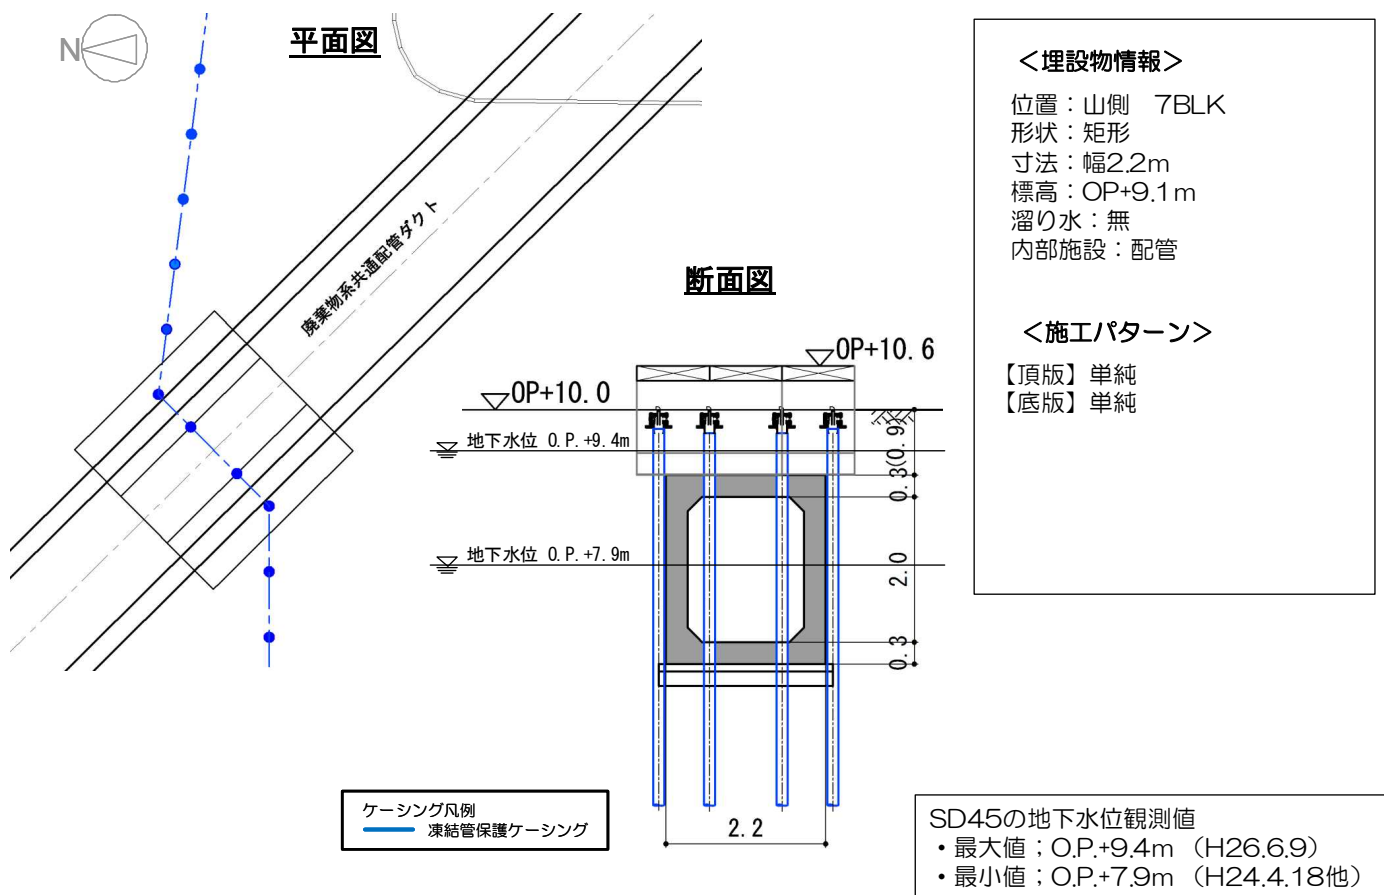 N
平面図
廃棄物系共通配管ダクト
断面図
OP+10.6
OP+10.0
地下水位 O.P.+9.4m
地下水位 O.P.+7.9m
(0.9)
0.3
2.0
0.3
2.2
ケーシング凡例
凍結管保護ケーシング
＜埋設物情報＞
位置：山側　7BLK
形状：矩形
寸法：幅2.2m
標高：OP+9.1m
溜り水：無
内部施設：配管
＜施工パターン＞
【頂版】単純
【底版】単純
SD45の地下水位観測値
・最大値；O.P.+9.4m （H26.6.9）
・最小値；O.P.+7.9m （H24.4.18他）